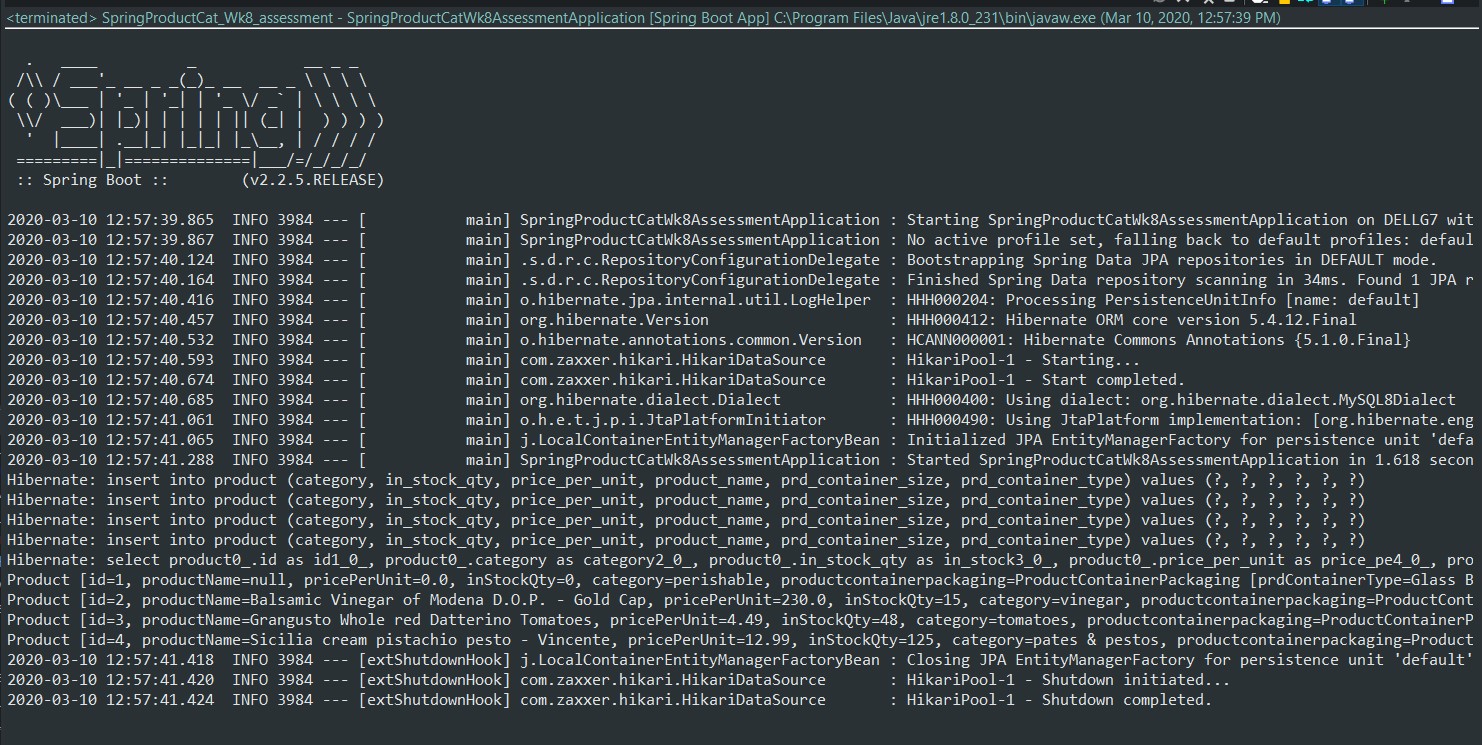 <terminated> SpringProductCat_Wk8_assessment - SpringProductCatWk8AssessmentApplication [Spring Boot App] C:\Program Files\Java\jre1.8.0_231\bin\javaw.exe (Mar 10, 2020, 12:57:39 PM)
  .   ____          _            __ _ _
 /\\ / ___'_ __ _ _(_)_ __  __ _ \ \ \ \
( ( )\___ | '_ | '_| | '_ \/ _` | \ \ \ \
 \\/  ___)| |_)| | | | | || (_| |  ) ) ) )
  '  |____| .__|_| |_|_| |_\__, | / / / /
 =========|_|==============|___/=/_/_/_/
 :: Spring Boot ::        (v2.2.5.RELEASE)
2020-03-10 12:57:39.865  INFO 3984 --- [           main] SpringProductCatWk8AssessmentApplication : Starting SpringProductCatWk8AssessmentApplication on DELLG7 wit
2020-03-10 12:57:39.867  INFO 3984 --- [           main] SpringProductCatWk8AssessmentApplication : No active profile set, falling back to default profiles: defaul
2020-03-10 12:57:40.124  INFO 3984 --- [           main] .s.d.r.c.RepositoryConfigurationDelegate : Bootstrapping Spring Data JPA repositories in DEFAULT mode.
2020-03-10 12:57:40.164  INFO 3984 --- [           main] .s.d.r.c.RepositoryConfigurationDelegate : Finished Spring Data repository scanning in 34ms. Found 1 JPA r
2020-03-10 12:57:40.416  INFO 3984 --- [           main] o.hibernate.jpa.internal.util.LogHelper  : HHH000204: Processing PersistenceUnitInfo [name: default]
2020-03-10 12:57:40.457  INFO 3984 --- [           main] org.hibernate.Version                    : HHH000412: Hibernate ORM core version 5.4.12.Final
2020-03-10 12:57:40.532  INFO 3984 --- [           main] o.hibernate.annotations.common.Version   : HCANN000001: Hibernate Commons Annotations {5.1.0.Final}
2020-03-10 12:57:40.593  INFO 3984 --- [           main] com.zaxxer.hikari.HikariDataSource       : HikariPool-1 - Starting...
2020-03-10 12:57:40.674  INFO 3984 --- [           main] com.zaxxer.hikari.HikariDataSource       : HikariPool-1 - Start completed.
2020-03-10 12:57:40.685  INFO 3984 --- [           main] org.hibernate.dialect.Dialect            : HHH000400: Using dialect: org.hibernate.dialect.MySQL8Dialect
2020-03-10 12:57:41.061  INFO 3984 --- [           main] o.h.e.t.j.p.i.JtaPlatformInitiator       : HHH000490: Using JtaPlatform implementation: [org.hibernate.eng
2020-03-10 12:57:41.065  INFO 3984 --- [           main] j.LocalContainerEntityManagerFactoryBean : Initialized JPA EntityManagerFactory for persistence unit 'defa
2020-03-10 12:57:41.288  INFO 3984 --- [           main] SpringProductCatWk8AssessmentApplication : Started SpringProductCatWk8AssessmentApplication in 1.618 secon
Hibernate: insert into product (category, in_stock_qty, price_per_unit, product_name, prd_container_size, prd_container_type) values (?, ?, ?, ?, ?, ?)
Hibernate: insert into product (category, in_stock_qty, price_per_unit, product_name, prd_container_size, prd_container_type) values (?, ?, ?, ?, ?, ?)
Hibernate: insert into product (category, in_stock_qty, price_per_unit, product_name, prd_container_size, prd_container_type) values (?, ?, ?, ?, ?, ?)
Hibernate: insert into product (category, in_stock_qty, price_per_unit, product_name, prd_container_size, prd_container_type) values (?, ?, ?, ?, ?, ?)
Hibernate: select product0_.id as id1_0_, product0_.category as category2_0_, product0_.in_stock_qty as in_stock3_0_, product0_.price_per_unit as price_pe4_0_, pro
Product [id=1, productName=null, pricePerUnit=0.0, inStockQty=0, category=perishable, productcontainerpackaging=ProductContainerPackaging [prdContainerType=Glass B
Product [id=2, productName=Balsamic Vinegar of Modena D.O.P. - Gold Cap, pricePerUnit=230.0, inStockQty=15, category=vinegar, productcontainerpackaging=ProductCont
Product [id=3, productName=Grangusto Whole red Datterino Tomatoes, pricePerUnit=4.49, inStockQty=48, category=tomatoes, productcontainerpackaging=ProductContainerP
Product [id=4, productName=Sicilia cream pistachio pesto - Vincente, pricePerUnit=12.99, inStockQty=125, category=pates & pestos, productcontainerpackaging=Product
2020-03-10 12:57:41.418  INFO 3984 --- [extShutdownHook] j.LocalContainerEntityManagerFactoryBean : Closing JPA EntityManagerFactory for persistence unit 'default'
2020-03-10 12:57:41.420  INFO 3984 --- [extShutdownHook] com.zaxxer.hikari.HikariDataSource       : HikariPool-1 - Shutdown initiated...
2020-03-10 12:57:41.424  INFO 3984 --- [extShutdownHook] com.zaxxer.hikari.HikariDataSource       : HikariPool-1 - Shutdown completed.